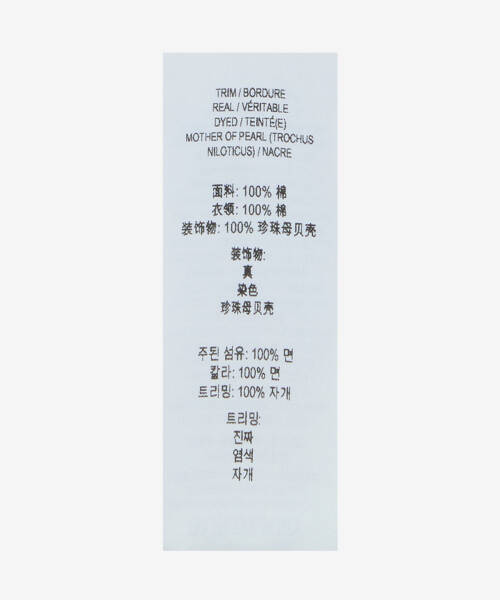 TRIM / BORDURE
REAL / VÉRITABLE
DYED / TEINTÉ(E)
MOTHER OF PEARL (TROCHUS
NILOTICUS) / NACRE
面料: 100% 棉
衣领: 100% 棉
装饰物: 100% 珍珠母贝壳
装饰物:
真
染色
珍珠母贝壳
주된 섬유: 100% 면
칼라: 100% 면
트리밍: 100% 자개
트리밍:
진짜
염색
자개